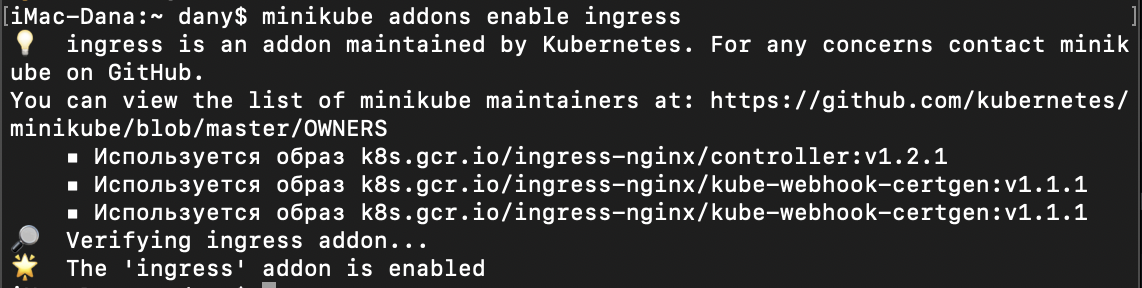 [iMac-Dana:~ dany$ minikube addons enable ingress ]
💡  ingress is an addon maintained by Kubernetes. For any concerns contact minik
ube on GitHub.
You can view the list of minikube maintainers at: https://github.com/kubernetes/
minikube/blob/master/OWNERS
    ▪ Используется образ k8s.gcr.io/ingress-nginx/controller:v1.2.1
    ▪ Используется образ k8s.gcr.io/ingress-nginx/kube-webhook-certgen:v1.1.1
    ▪ Используется образ k8s.gcr.io/ingress-nginx/kube-webhook-certgen:v1.1.1
🔎  Verifying ingress addon...
🌟  The 'ingress' addon is enabled